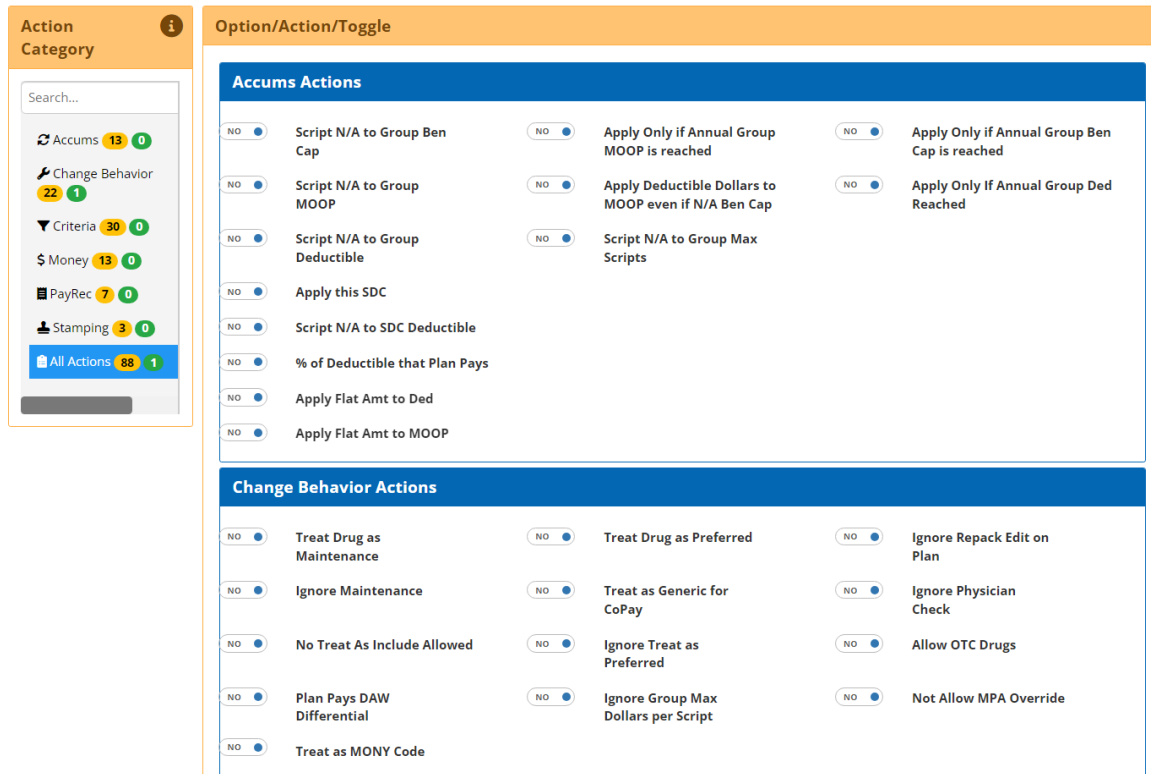 Action
Category
Search...
Accums 13 0
Change Behavior
22 1
Criteria 30 0
$ Money 13 0
PayRec 7 0
Stamping 3 0
All Actions 88 1
Option/Action/Toggle
Accums Actions
NO Script N/A to Group Ben
Cap
NO Apply Only if Annual Group
MOOP is reached
NO Apply Only if Annual Group Ben
Cap is reached
NO Script N/A to Group
MOOP
NO Apply Deductible Dollars to
MOOP even if N/A Ben Cap
NO Apply Only If Annual Group Ded
Reached
NO Script N/A to Group
Deductible
NO Script N/A to Group Max
Scripts
NO Apply this SDC
NO Script N/A to SDC Deductible
NO % of Deductible that Plan Pays
NO Apply Flat Amt to Ded
NO Apply Flat Amt to MOOP
Change Behavior Actions
NO Treat Drug as
Maintenance
NO Treat Drug as Preferred
NO Ignore Repack Edit on
Plan
NO Ignore Maintenance
NO Treat as Generic for
CoPay
NO Ignore Physician
Check
NO No Treat As Include Allowed
NO Ignore Treat as
Preferred
NO Allow OTC Drugs
NO Plan Pays DAW
Differential
NO Ignore Group Max
Dollars per Script
NO Not Allow MPA Override
NO Treat as MONY Code